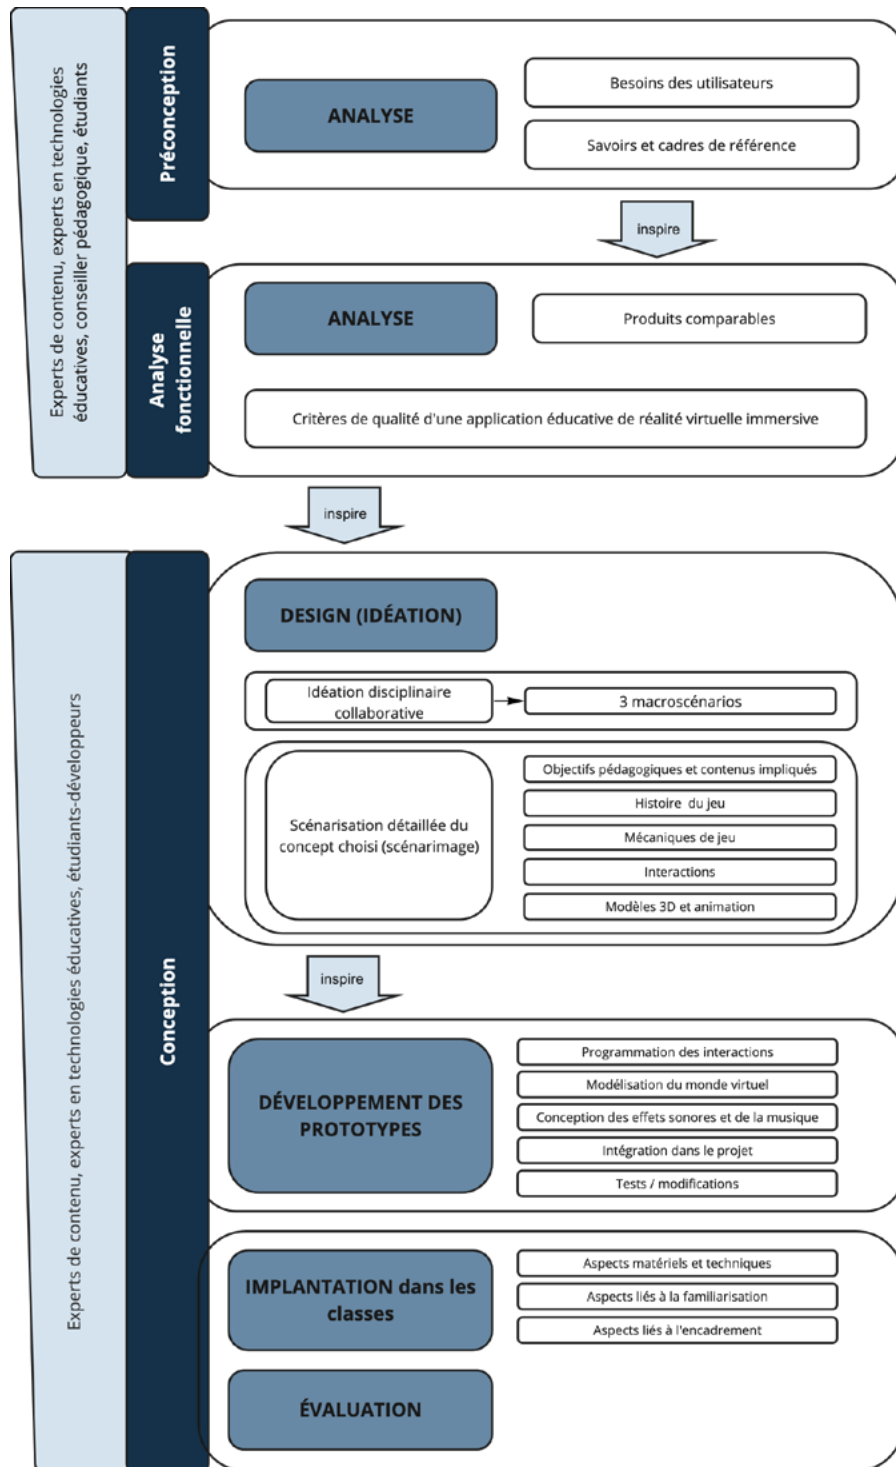 Experts de contenu, experts en technologies
éducatives, conseiller pédagogique, étudiants
Préconception
ANALYSE
Besoins des utilisateurs
Savoirs et cadres de référence
inspire
Analyse
fonctionnelle
ANALYSE
Produits comparables
Critères de qualité d'une application éducative de réalité virtuelle immersive
inspire
Experts de contenu, experts en technologies éducatives, étudiants-développeurs
Conception
DESIGN (IDÉATION)
Idéation disciplinaire
collaborative
3 macroscénarios
Scénarisation détaillée du
concept choisi (scénarimage)
Objectifs pédagogiques et contenus impliqués
Histoire du jeu
Mécaniques de jeu
Interactions
Modèles 3D et animation
inspire
DÉVELOPPEMENT DES
PROTOTYPES
Programmation des interactions
Modélisation du monde virtuel
Conception des effets sonores et de la musique
Intégration dans le projet
Tests / modifications
IMPLANTATION dans les
classes
Aspects matériels et techniques
Aspects liés à la familiarisation
Aspects liés à l'encadrement
ÉVALUATION